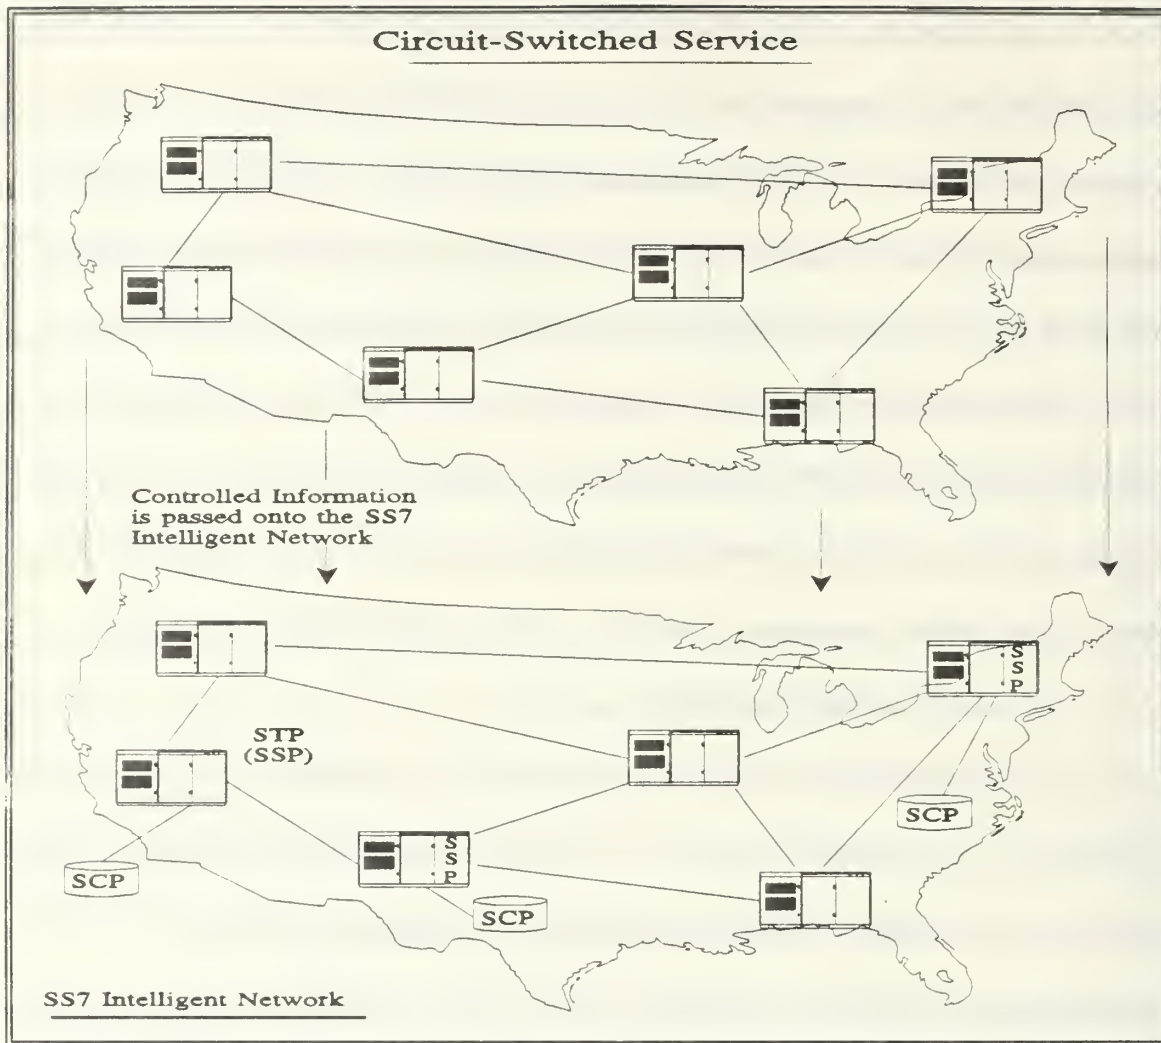 Circuit-Switched Service
Controlled Information
is passed onto the SS7
Intelligent Network
S
S
P
STP
(SSP)
SCP
S
S
P
SCP
SCP
SS7 Intelligent Network